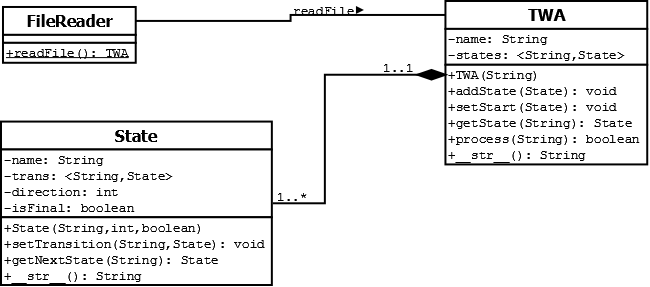 FileReader
+readFile(): TWA
readFile
TWA
-name: String
-states: <String,State>
+TWA(String)
+addState(State): void
+setStart(State): void
+getState(String): State
+process(String): boolean
+__str__(): String
1..1
State
-name: String
-trans: <String,State>
-direction: int
-isFinal: boolean
+State(String,int,boolean)
+setTransition(String,State): void
+getNextState(String): State
+__str__(): String
1..*